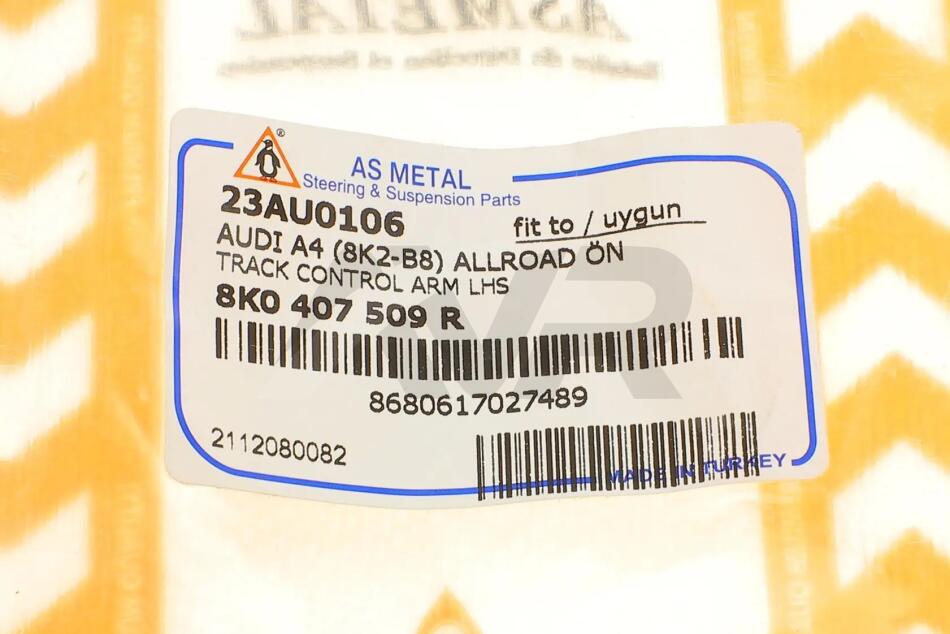 ASMETAL
®
AS METAL
Steering & Suspension Parts
23AU0106
fit to / uygun
AUDI A4 (8K2-B8) ALLROAD ÖN
TRACK CONTROL ARM LHS
8K0 407 509 R
8680617027489
2112080082
MADE IN TURKEY